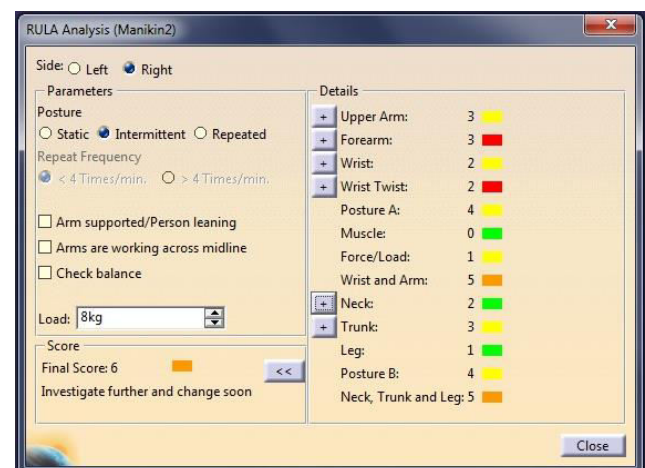 RULA Analysis (Manikin2)
Side: Left Right
Parameters
Posture
Static Intermittent Repeated
Repeat Frequency
< 4 Times/min. > 4 Times/min.
Arm supported/Person leaning
Arms are working across midline
Check balance
Load: 8kg
Score
Final Score: 6
<<
Investigate further and change soon
Details
+ Upper Arm: 3
+ Forearm: 3
+ Wrist: 2
+ Wrist Twist: 2
Posture A: 4
Muscle: 0
Force/Load: 1
Wrist and Arm: 5
+ Neck: 2
+ Trunk: 3
Leg: 1
Posture B: 4
Neck, Trunk and Leg: 5
Close